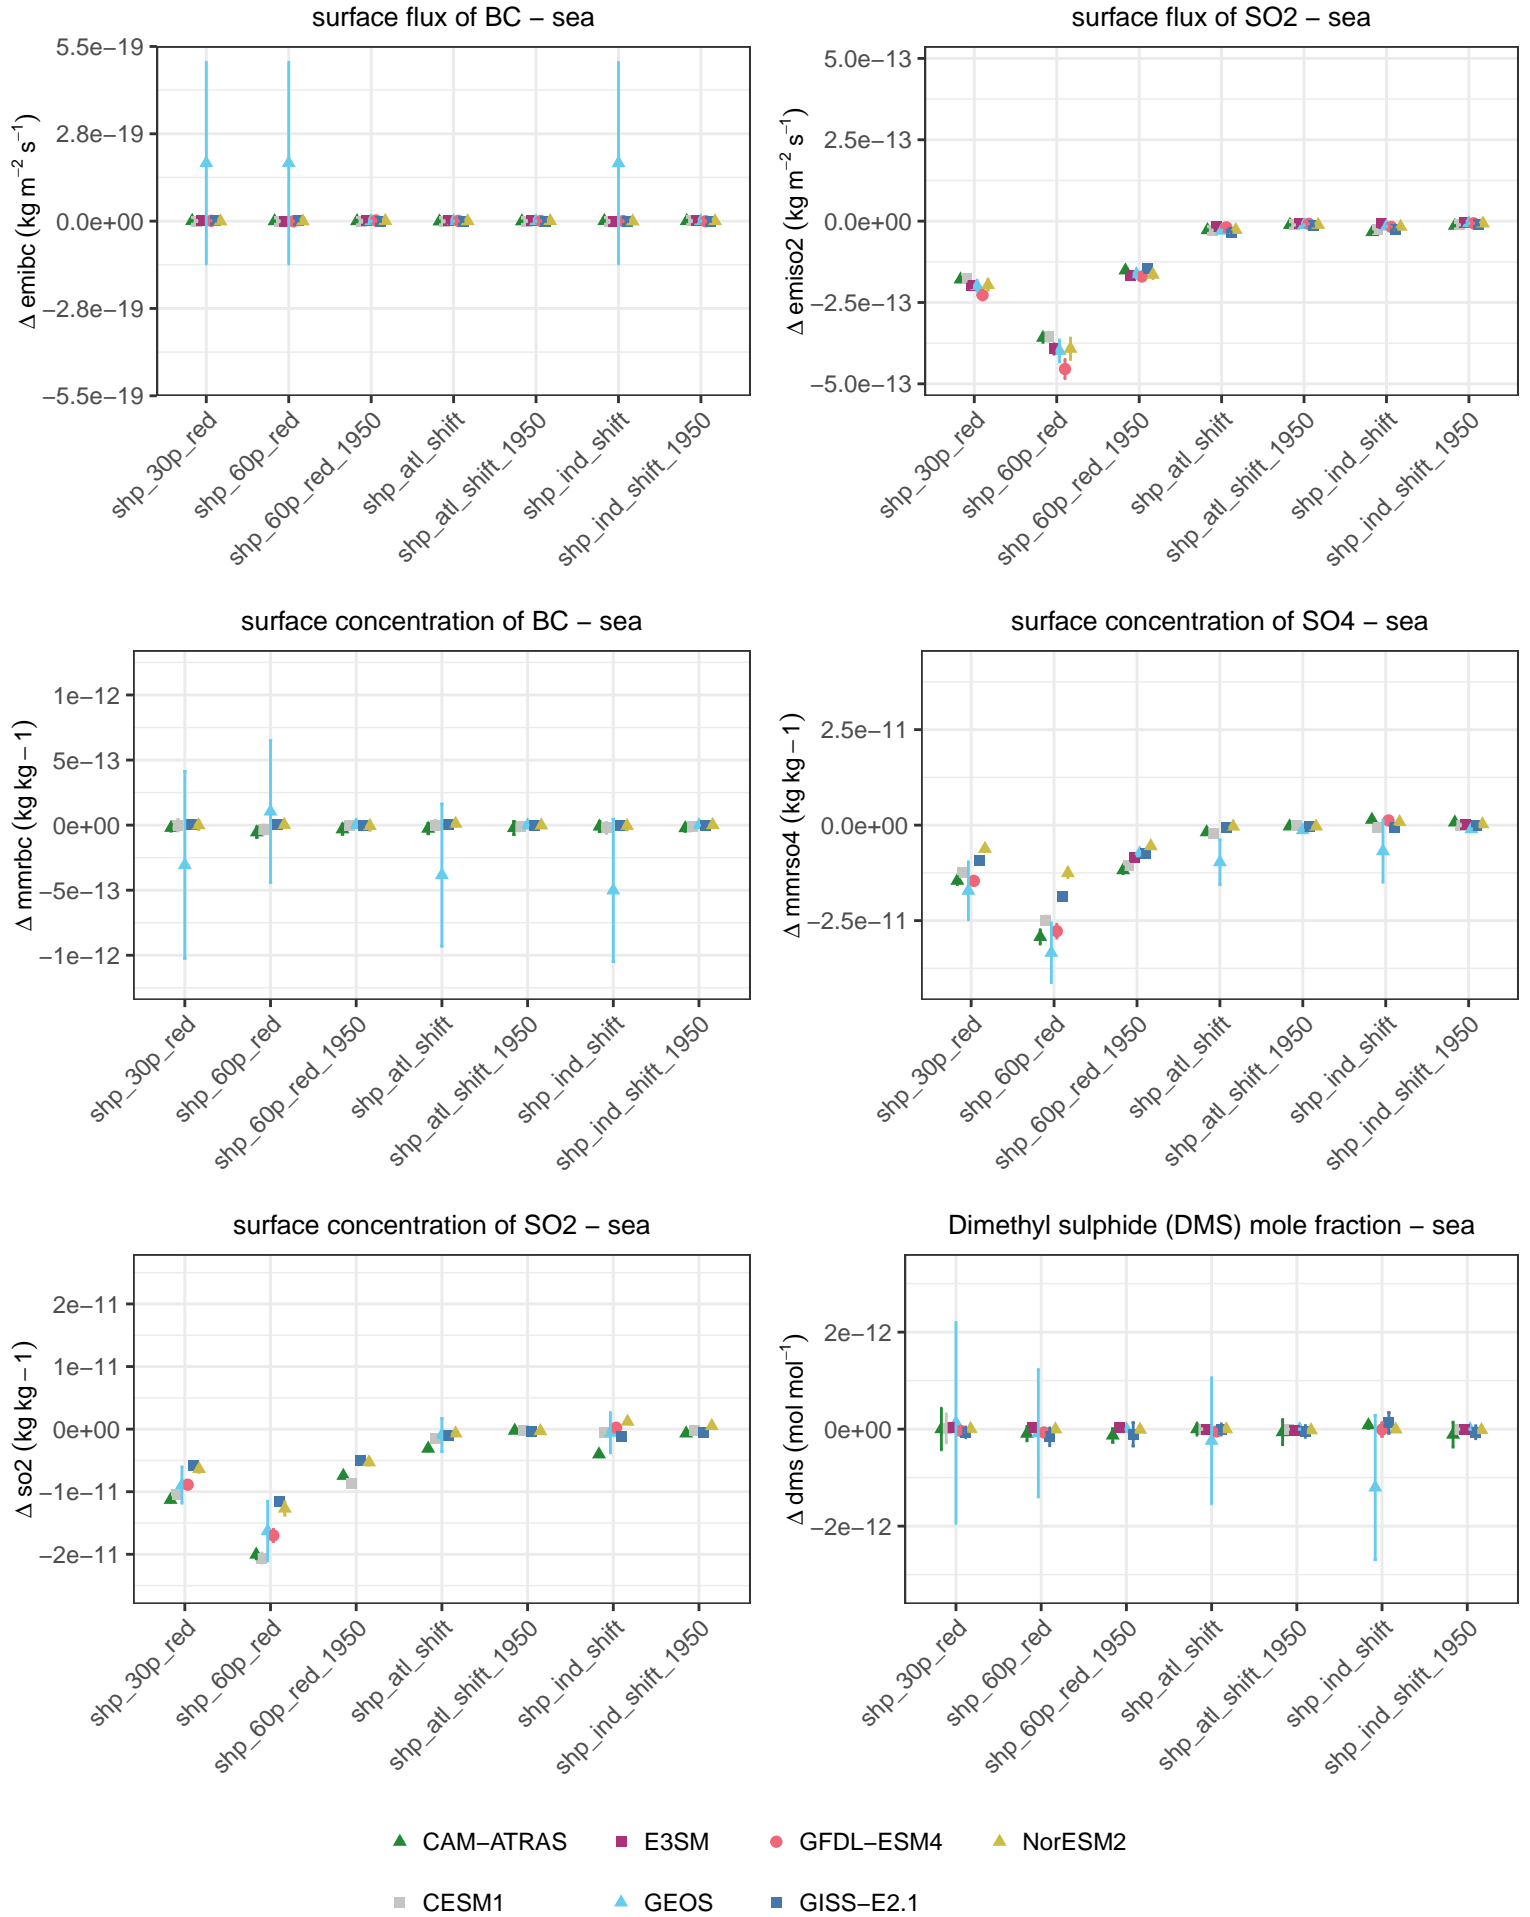 surface flux of BC − sea
5.5e−19
2.8e−19
0.0e+00
−2.8e−19
−5.5e−19
Δ emibc (kg m⁻² s⁻¹)
shp_30p_red
shp_60p_red
shp_60p_red_1950
shp_atl_shift
shp_atl_shift_1950
shp_ind_shift
shp_ind_shift_1950
surface flux of SO2 − sea
5.0e−13
2.5e−13
0.0e+00
−2.5e−13
−5.0e−13
Δ emiso2 (kg m⁻² s⁻¹)
shp_30p_red
shp_60p_red
shp_60p_red_1950
shp_atl_shift
shp_atl_shift_1950
shp_ind_shift
shp_ind_shift_1950
surface concentration of BC − sea
1e−12
5e−13
0e+00
−5e−13
−1e−12
Δ mmrbc (kg kg − 1)
shp_30p_red
shp_60p_red
shp_60p_red_1950
shp_atl_shift
shp_atl_shift_1950
shp_ind_shift
shp_ind_shift_1950
surface concentration of SO4 − sea
2.5e−11
0.0e+00
−2.5e−11
Δ mmrso4 (kg kg − 1)
shp_30p_red
shp_60p_red
shp_60p_red_1950
shp_atl_shift
shp_atl_shift_1950
shp_ind_shift
shp_ind_shift_1950
surface concentration of SO2 − sea
2e−11
1e−11
0e+00
−1e−11
−2e−11
Δ so2 (kg kg − 1)
shp_30p_red
shp_60p_red
shp_60p_red_1950
shp_atl_shift
shp_atl_shift_1950
shp_ind_shift
shp_ind_shift_1950
Dimethyl sulphide (DMS) mole fraction − sea
2e−12
0e+00
−2e−12
Δ dms (mol mol⁻¹)
shp_30p_red
shp_60p_red
shp_60p_red_1950
shp_atl_shift
shp_atl_shift_1950
shp_ind_shift
shp_ind_shift_1950
CAM−ATRAS E3SM GFDL−ESM4 NorESM2
CESM1 GEOS GISS−E2.1